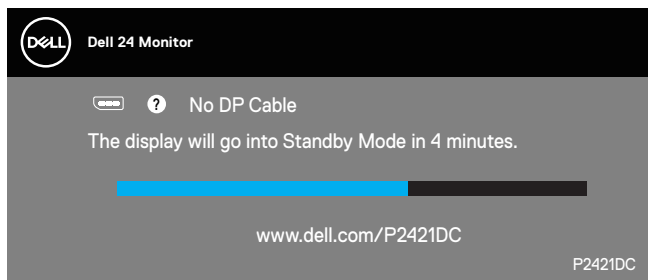 DELL
Dell 24 Monitor
? No DP Cable
The display will go into Standby Mode in 4 minutes.
www.dell.com/P2421DC
P2421DC